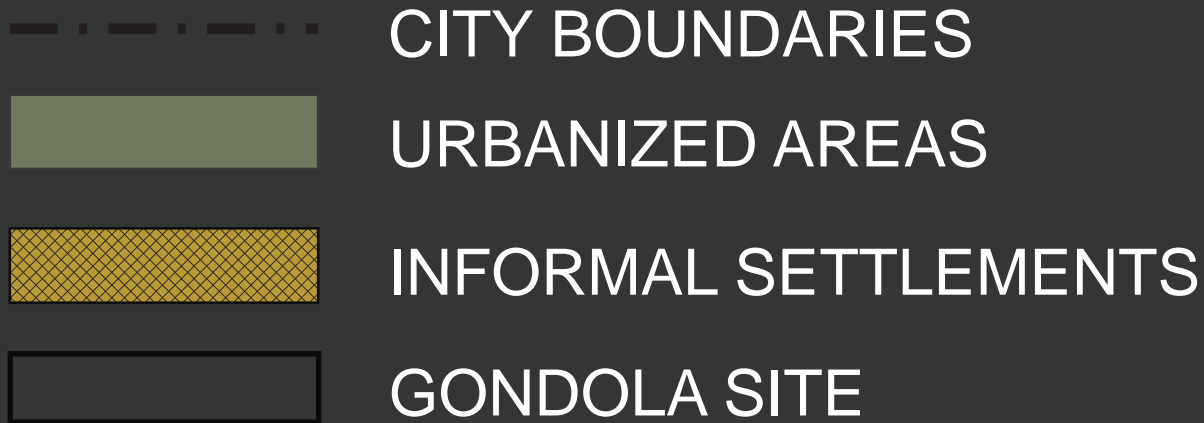 CITY BOUNDARIES
URBANIZED AREAS
INFORMAL SETTLEMENTS
GONDOLA SITE